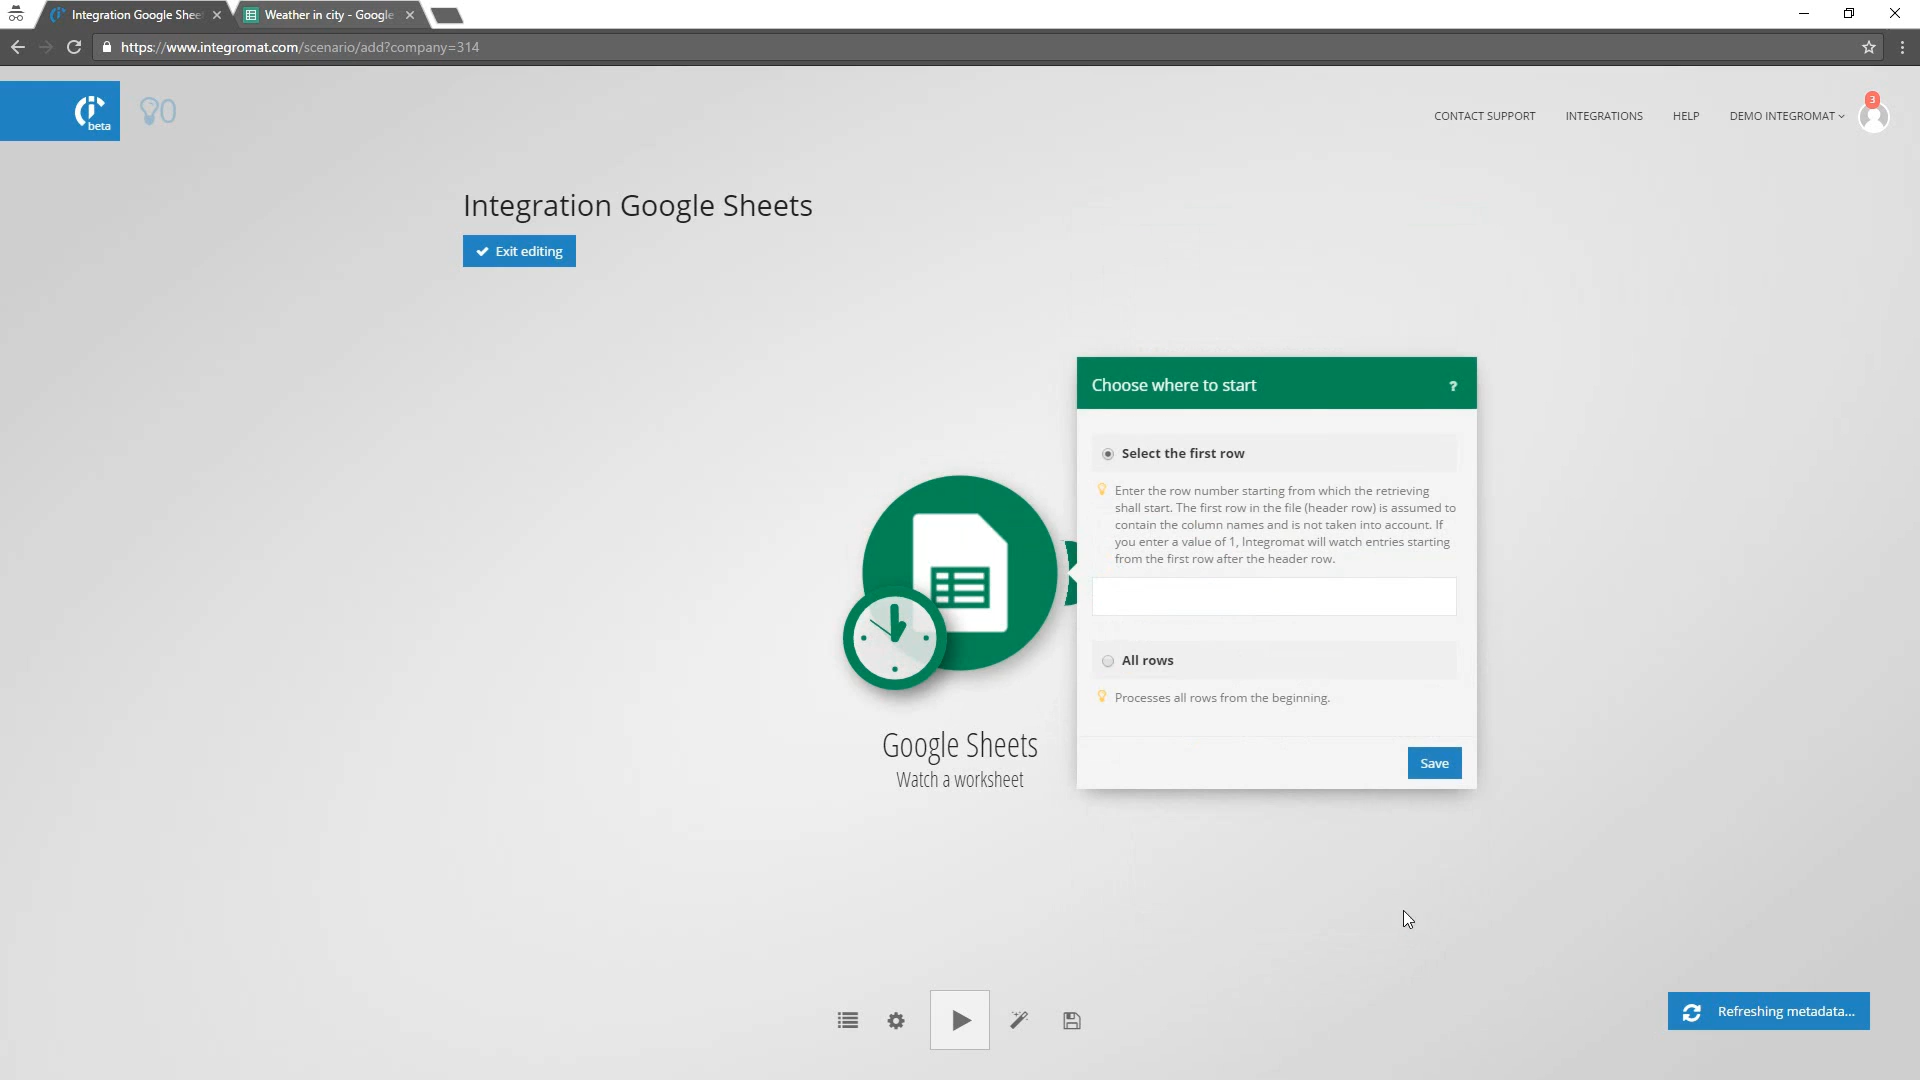 Integration Google Shee
Weather in city - Google
https://www.integromat.com/scenario/add?company=314
beta
0
CONTACT SUPPORT
INTEGRATIONS
HELP
DEMO INTEGROMAT
3
Integration Google Sheets
Exit editing
Choose where to start
?
Select the first row
Enter the row number starting from which the retrieving
shall start. The first row in the file (header row) is assumed to
contain the column names and is not taken into account. If
you enter a value of 1, Integromat will watch entries starting
from the first row after the header row.
All rows
Processes all rows from the beginning.
Save
Google Sheets
Watch a worksheet
Refreshing metadata...